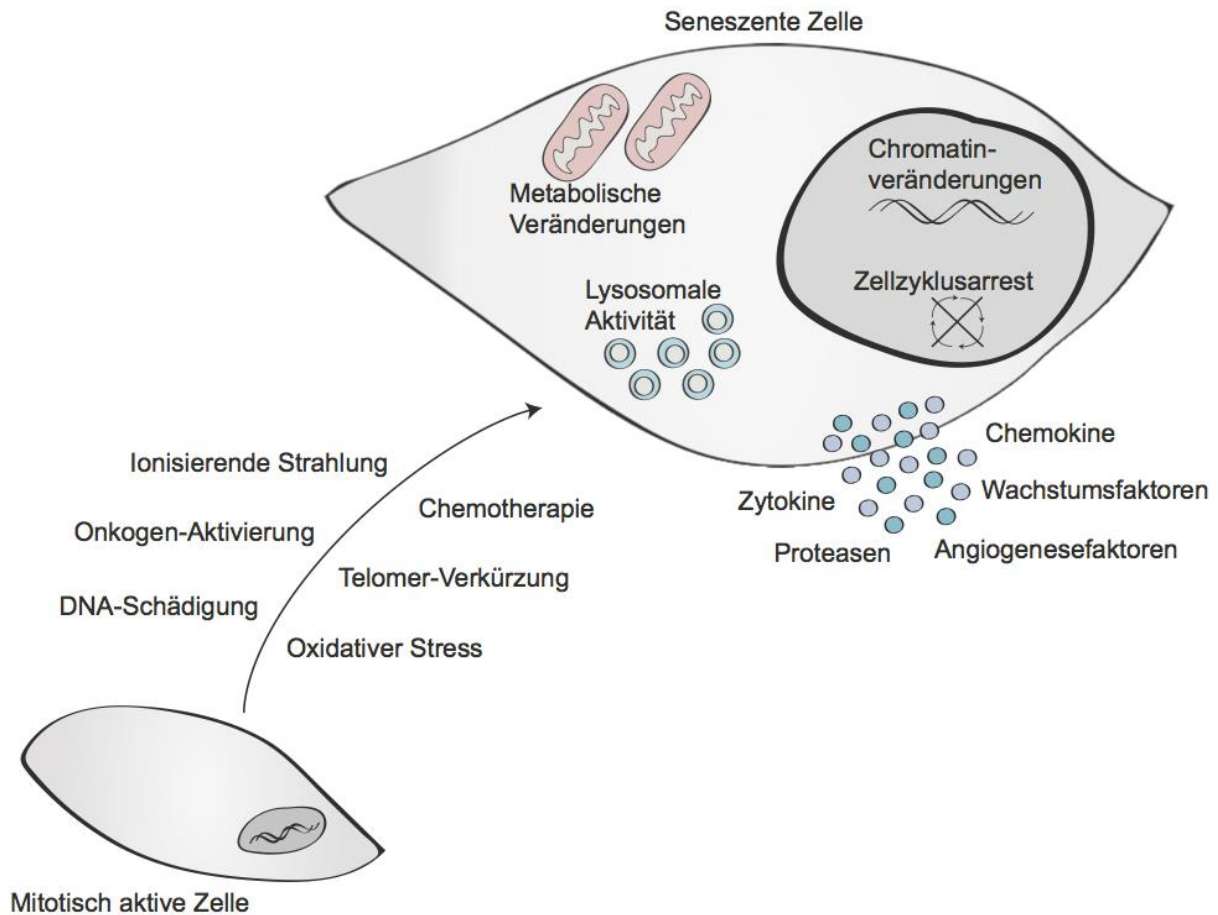 Seneszente Zelle
Metabolische
Veränderungen
Chromatin-
veränderungen
Lysosomale
Aktivität
Zellzyklusarrest
Chemokine
Zytokine
Wachstumsfaktoren
Proteasen
Angiogenesefaktoren
Ionisierende Strahlung
Chemotherapie
Onkogen-Aktivierung
Telomer-Verkürzung
DNA-Schädigung
Oxidativer Stress
Mitotisch aktive Zelle